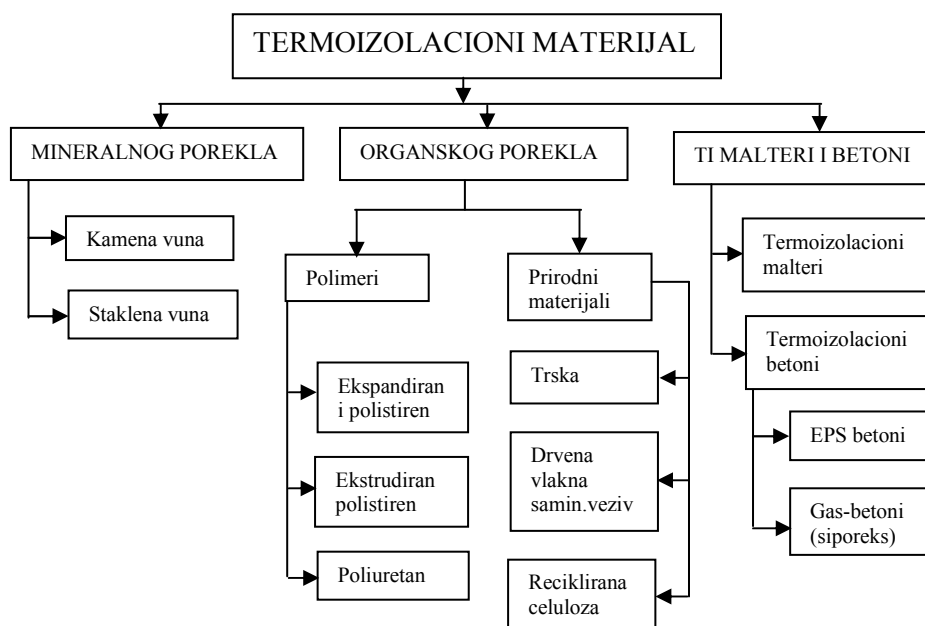 TERMOIZOLACIONI MATERIJAL
MINERALNOG POREKLA
Kamena vuna
Staklena vuna
ORGANSKOG POREKLA
Polimeri
Ekspandiran
i polistiren
Ekstrudiran
polistiren
Poliuretan
Prirodni
materijali
Trska
Drvena
vlakna
samin.veziv
Reciklirana
celuloza
TI MALTERI I BETONI
Termoizolacioni
malteri
Termoizolacioni
betoni
EPS betoni
Gas-betoni
(siporeks)